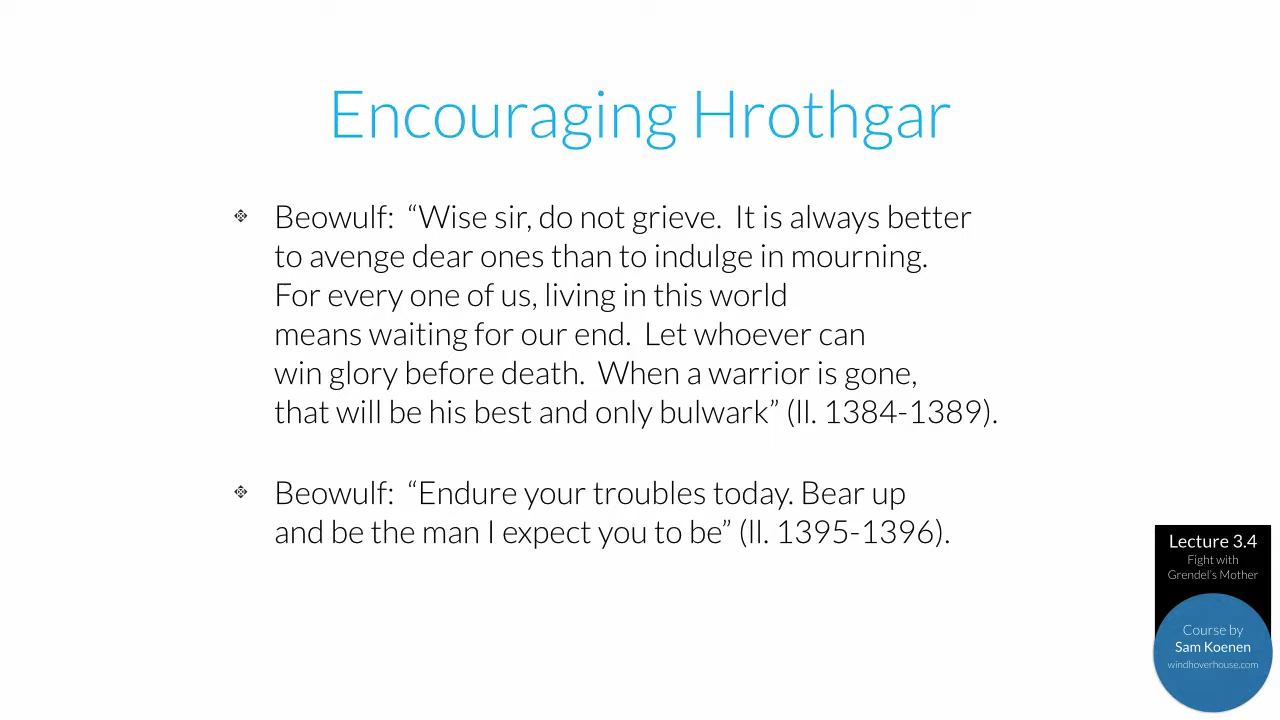 Encouraging Hrothgar
Beowulf:  “Wise sir, do not grieve.  It is always better
to avenge dear ones than to indulge in mourning.
For every one of us, living in this world
means waiting for our end.  Let whoever can
win glory before death.  When a warrior is gone,
that will be his best and only bulwark” (ll. 1384-1389).
Beowulf:  “Endure your troubles today. Bear up
and be the man I expect you to be” (ll. 1395-1396).
Lecture 3.4
Fight with
Grendel’s Mother
Course by
Sam Koenen
windhoverhouse.com